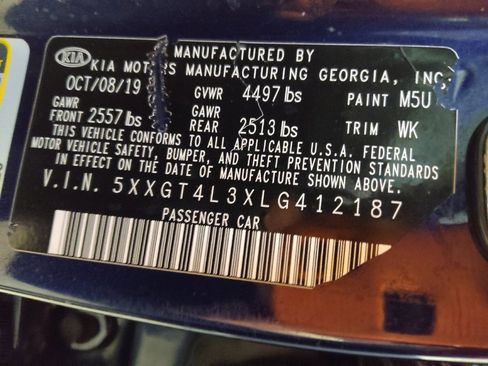 MANUFACTURED BY
KIA KIA MOTORS MANUFACTURING GEORGIA, INC.
OCT/08/19 GVWR 4497 lbs PAINT M5U
GAWR GAWR
FRONT 2557 lbs REAR 2513 lbs TRIM WK
THIS VEHICLE CONFORMS TO ALL APPLICABLE U.S.A. FEDERAL
MOTOR VEHICLE SAFETY, BUMPER, AND THEFT PREVENTION STANDARDS
IN EFFECT ON THE DATE OF MANUFACTURE SHOWN ABOVE.
V.I.N. 5XXGT4L3XLG412187
PASSENGER CAR